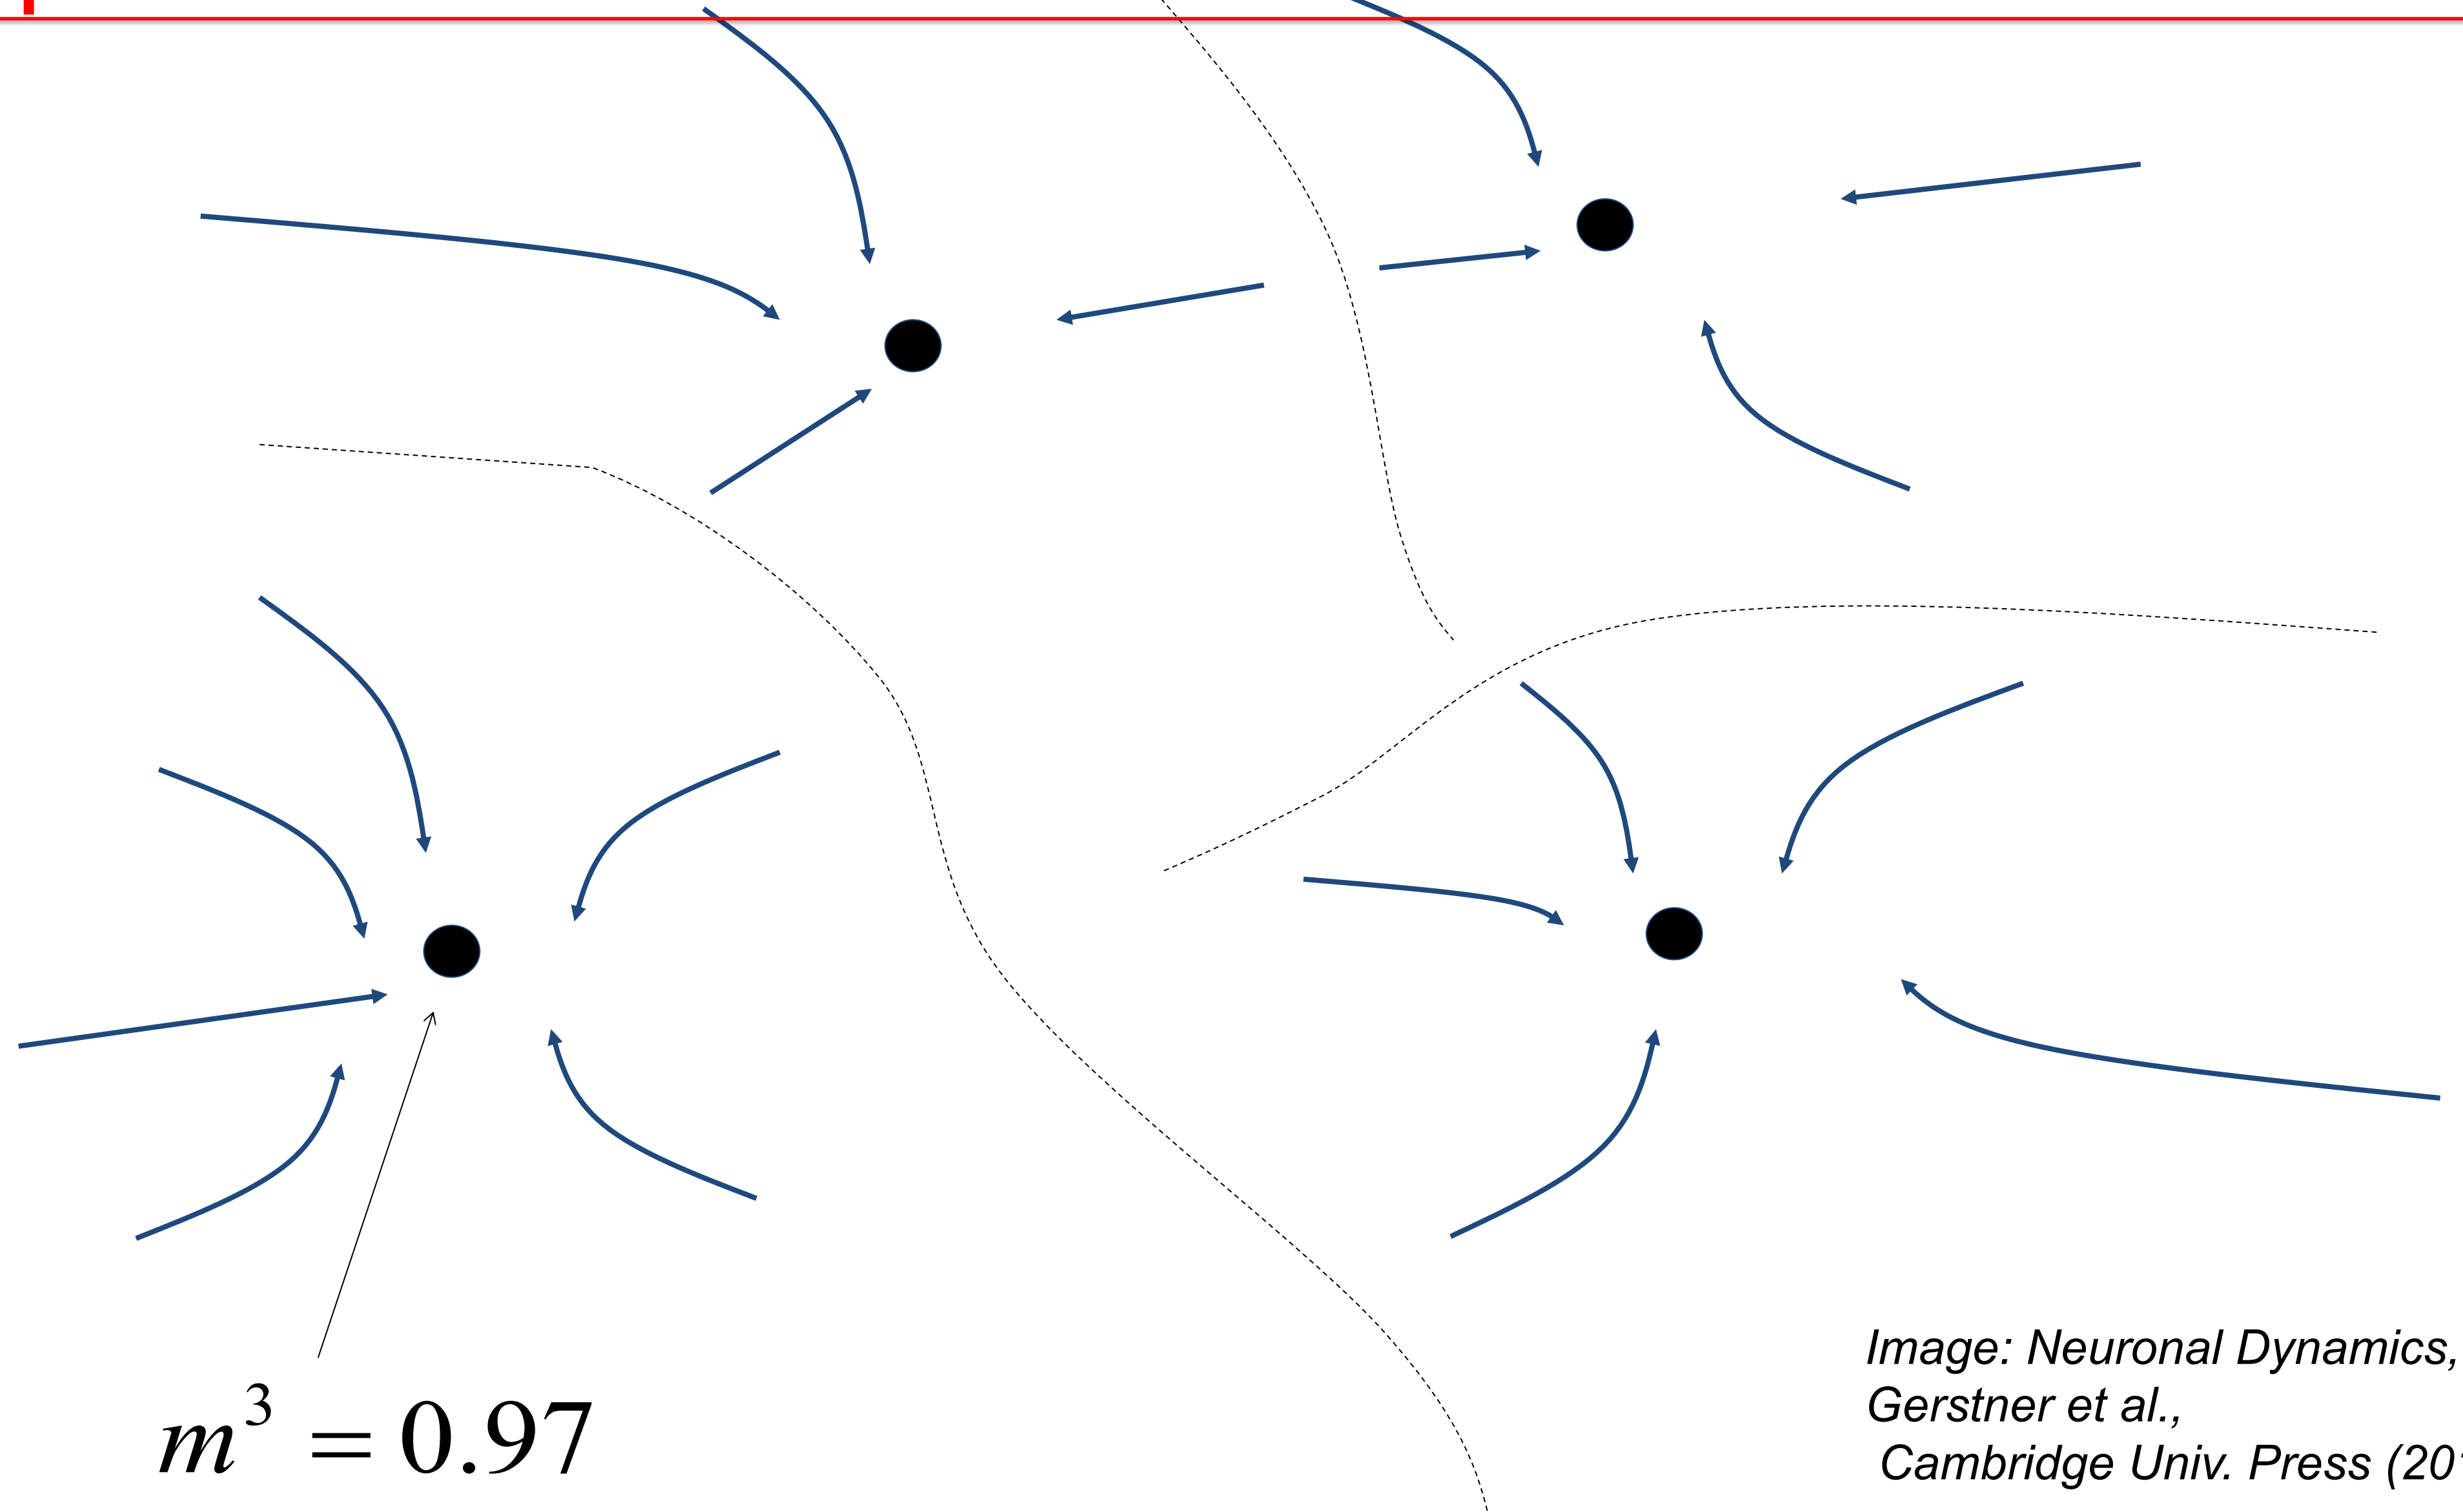 m³ = 0.97
Image: Neuronal Dynamics,
Gerstner et al.,
Cambridge Univ. Press